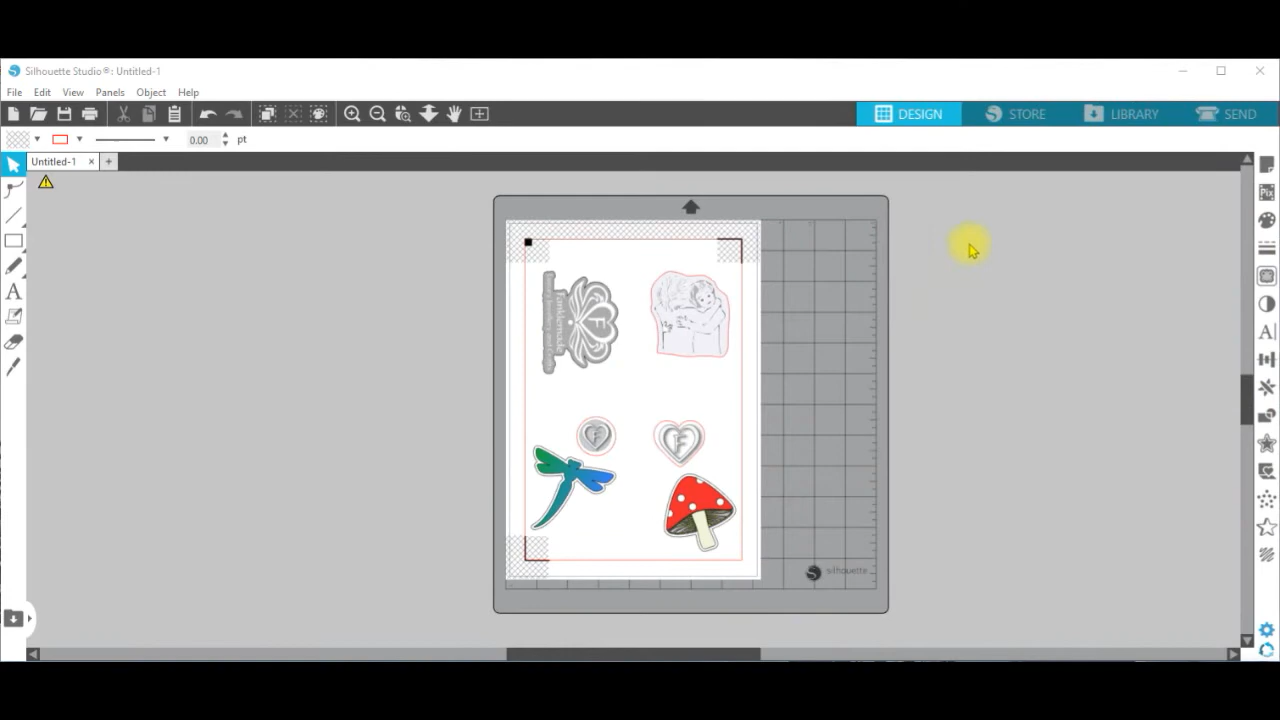 Silhouette Studio®: Untitled-1
File Edit View Panels Object Help
DESIGN STORE LIBRARY SEND
0.00 pt
Untitled-1 × +
Pix
A A
F
F F
silhouette